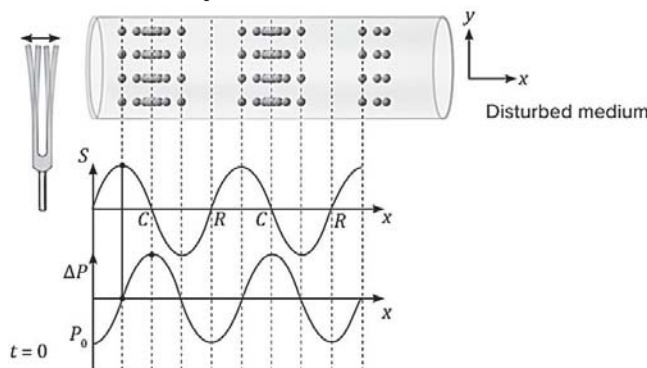 y
x
Disturbed medium
S
C R C R x
ΔP
x
P₀
t = 0